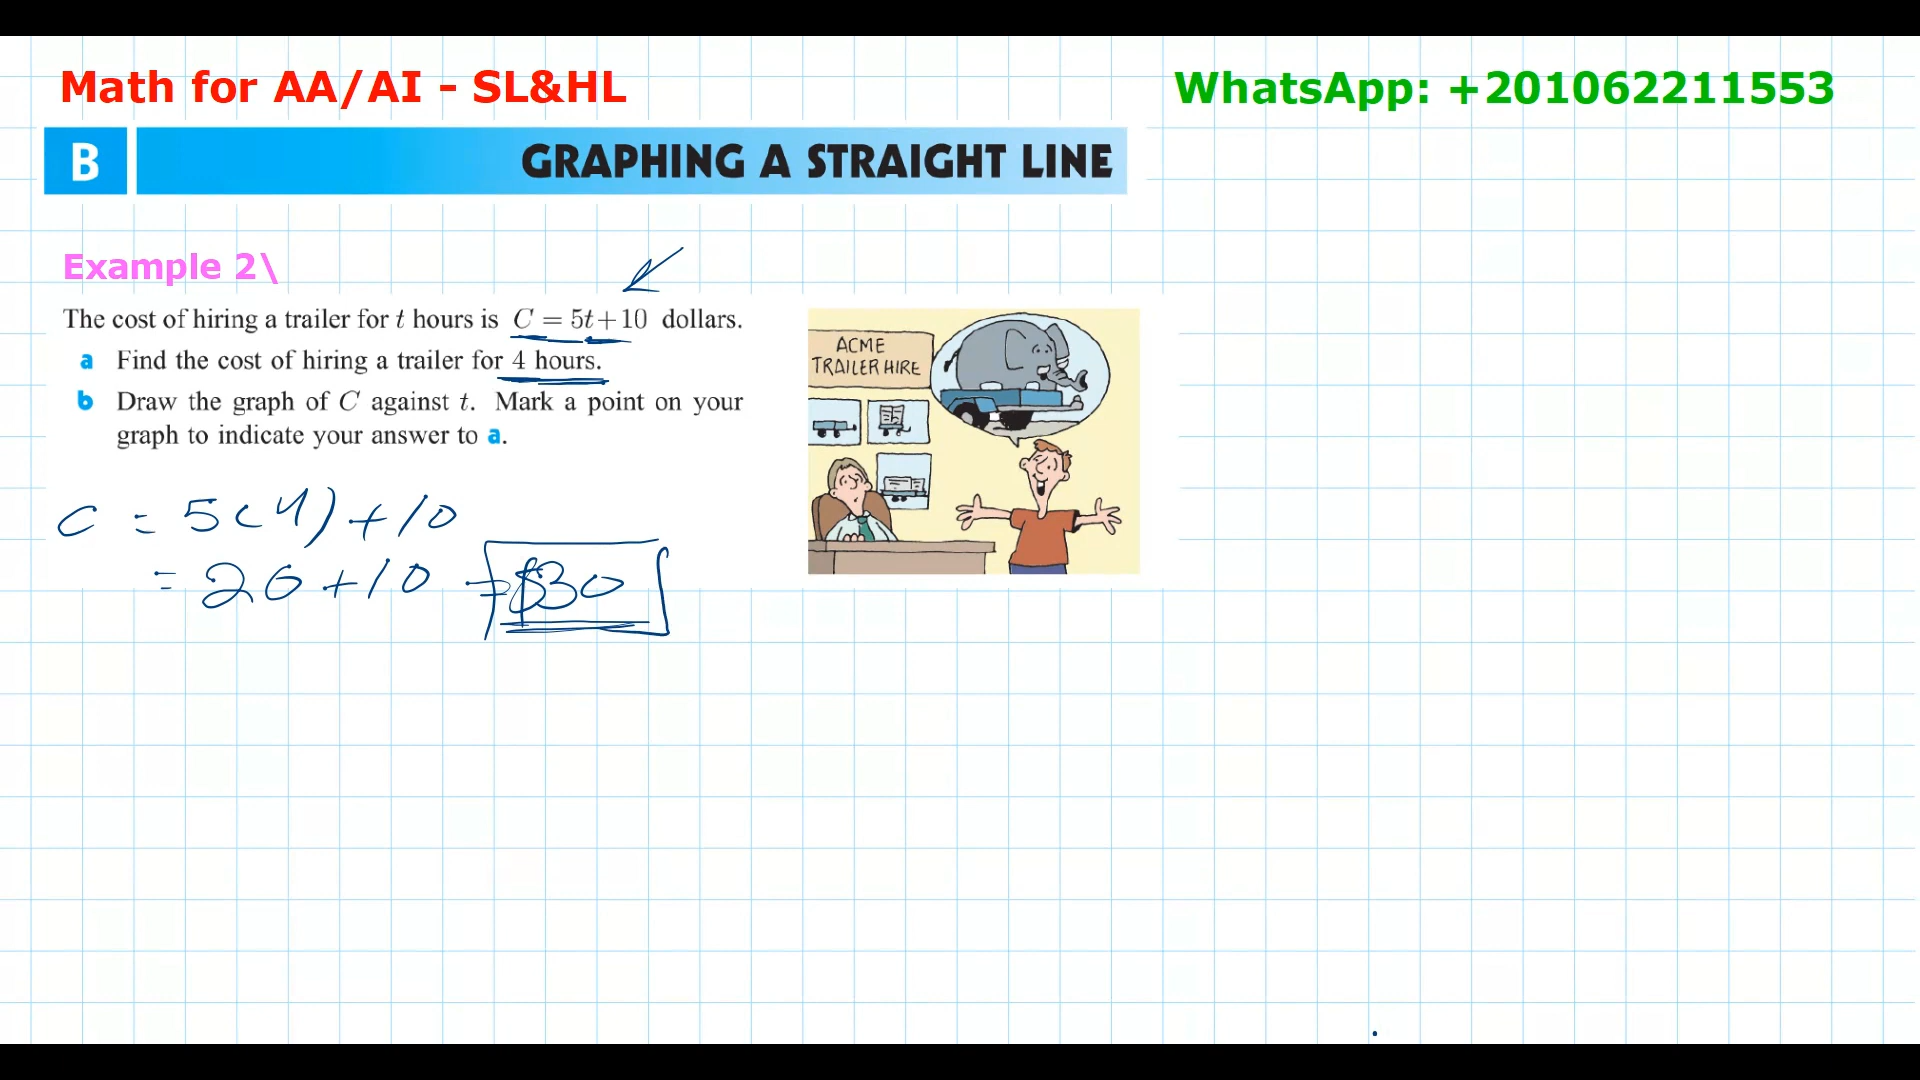 Math for AA/AI - SL&HL
WhatsApp: +201062211553
B
GRAPHING A STRAIGHT LINE
Example 2\
The cost of hiring a trailer for t hours is C = 5t+10 dollars.
a Find the cost of hiring a trailer for 4 hours.
b Draw the graph of C against t. Mark a point on your
graph to indicate your answer to a.
ACME
TRAILER HIRE
C = 5(4) + 10
= 20 + 10 = $30